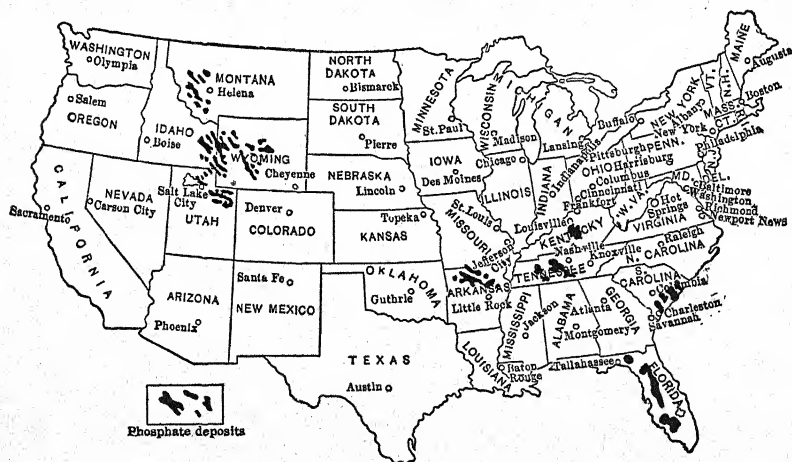 WASHINGTON
Olympia
Salem
OREGON
CALIFORNIA
Sacramento
NEVADA
Carson City
IDAHO
Boise
MONTANA
Helena
WYOMING
Cheyenne
Salt Lake
City
UTAH
Denver
COLORADO
ARIZONA
Phoenix
Santa Fe
NEW MEXICO
NORTH
DAKOTA
Bismarck
SOUTH
DAKOTA
Pierre
NEBRASKA
Lincoln
Topeka
KANSAS
OKLAHOMA
Guthrie
TEXAS
Austin
MINNESOTA
St. Paul
IOWA
Des Moines
MISSOURI
St. Louis
Jefferson
City
ARKANSAS
Little Rock
LOUISIANA
Baton
Rouge
WISCONSIN
Madison
MICHIGAN
Lansing
Chicago
ILLINOIS
INDIANA
Indianapolis
OHIO
Columbus
Cincinnati
Frankfort
Louisville
KENTUCKY
Nashville
TENNESSEE
Knoxville
MISSISSIPPI
Jackson
ALABAMA
Montgomery
GEORGIA
Atlanta
Savannah
Tallahassee
FLORIDA
S.
CAROLINA
Columbia
Charleston
N. CAROLINA
Raleigh
VIRGINIA
Hot
Springs
Richmond
Newport News
W. VA.
MD.
DEL.
Baltimore
Washington
N.J.
Philadelphia
PENN.
Pittsburg
Harrisburg
NEW YORK
Buffalo
Albany
New
York
CT.
MASS.
Boston
VT.
N.H.
MAINE
Augusta
Phosphate deposits